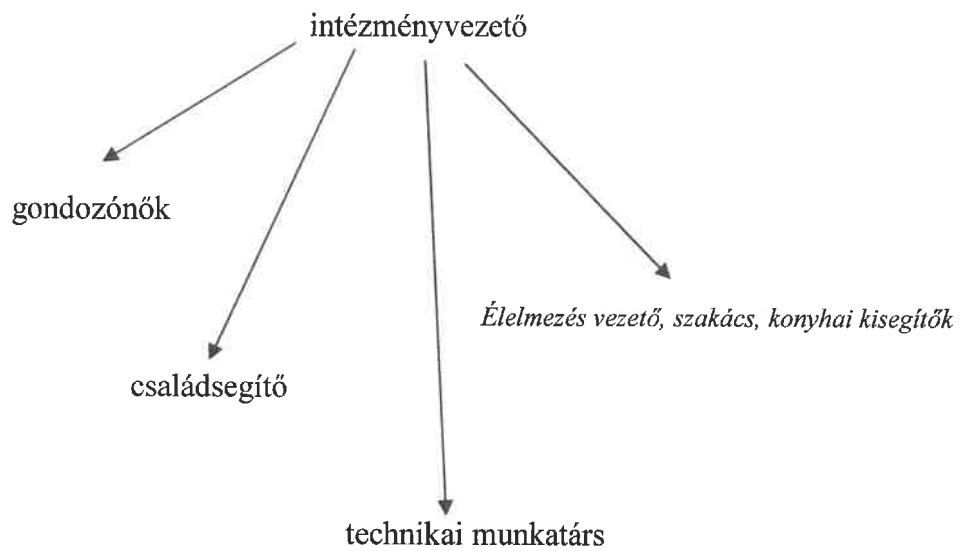 intézményvezető
gondozónők
Élelmezés vezető, szakács, konyhai kisegítők
családsegítő
technikai munkatárs